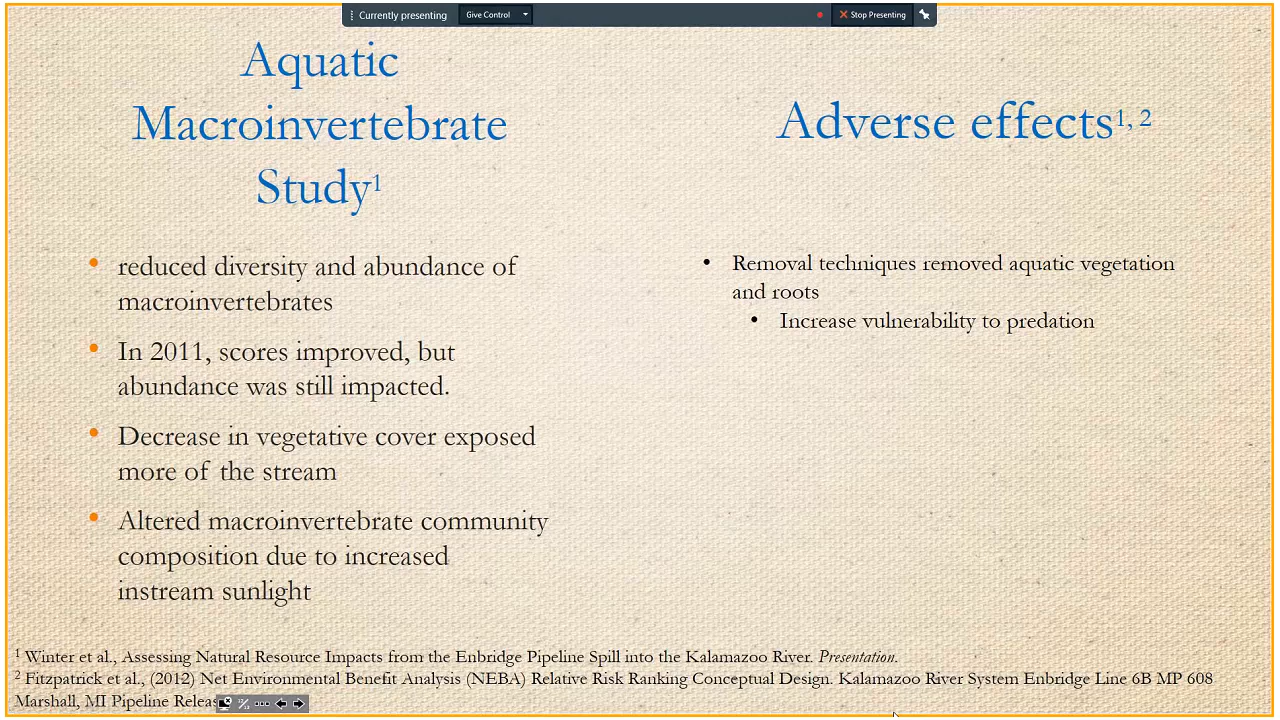 Currently presenting
Give Control
Stop Presenting
Aquatic
Macroinvertebrate
Study1
reduced diversity and abundance of
macroinvertebrates
In 2011, scores improved, but
abundance was still impacted.
Decrease in vegetative cover exposed
more of the stream
Altered macroinvertebrate community
composition due to increased
instream sunlight
Adverse effects1, 2
Removal techniques removed aquatic vegetation
and roots
Increase vulnerability to predation
1 Winter et al., Assessing Natural Resource Impacts from the Enbridge Pipeline Spill into the Kalamazoo River. Presentation.
2 Fitzpatrick et al., (2012) Net Environmental Benefit Analysis (NEBA) Relative Risk Ranking Conceptual Design. Kalamazoo River System Enbridge Line 6B MP 608
Marshall, MI Pipeline Releas